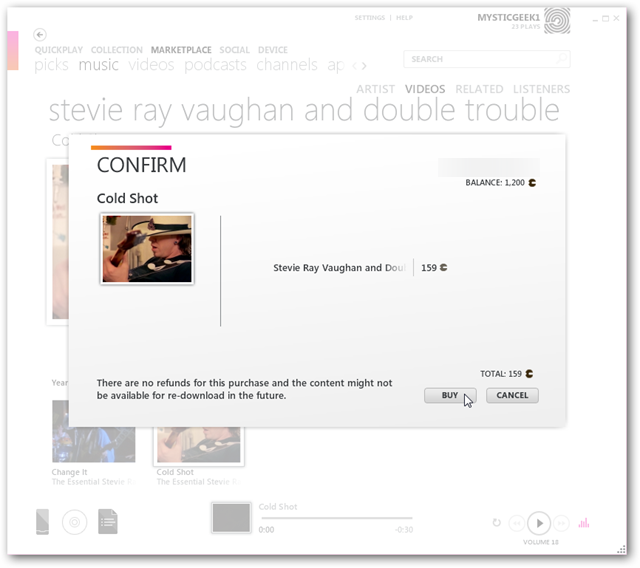 SETTINGS | HELP
MYSTICGEEK1
23 PLAYS
QUICKPLAY COLLECTION MARKETPLACE SOCIAL DEVICE
picks music videos podcasts channels ap
SEARCH
ARTIST VIDEOS RELATED LISTENERS
stevie ray vaughan and double trouble
Co
CONFIRM
BALANCE: 1,200
Cold Shot
Stevie Ray Vaughan and Dou
159
TOTAL: 159
There are no refunds for this purchase and the content might not
be available for re-download in the future.
BUY
CANCEL
Year
Change It
The Essential Stevie R
Cold Shot
The Essential Stevie Ra
Cold Shot
0:00
-0:30
VOLUME 18